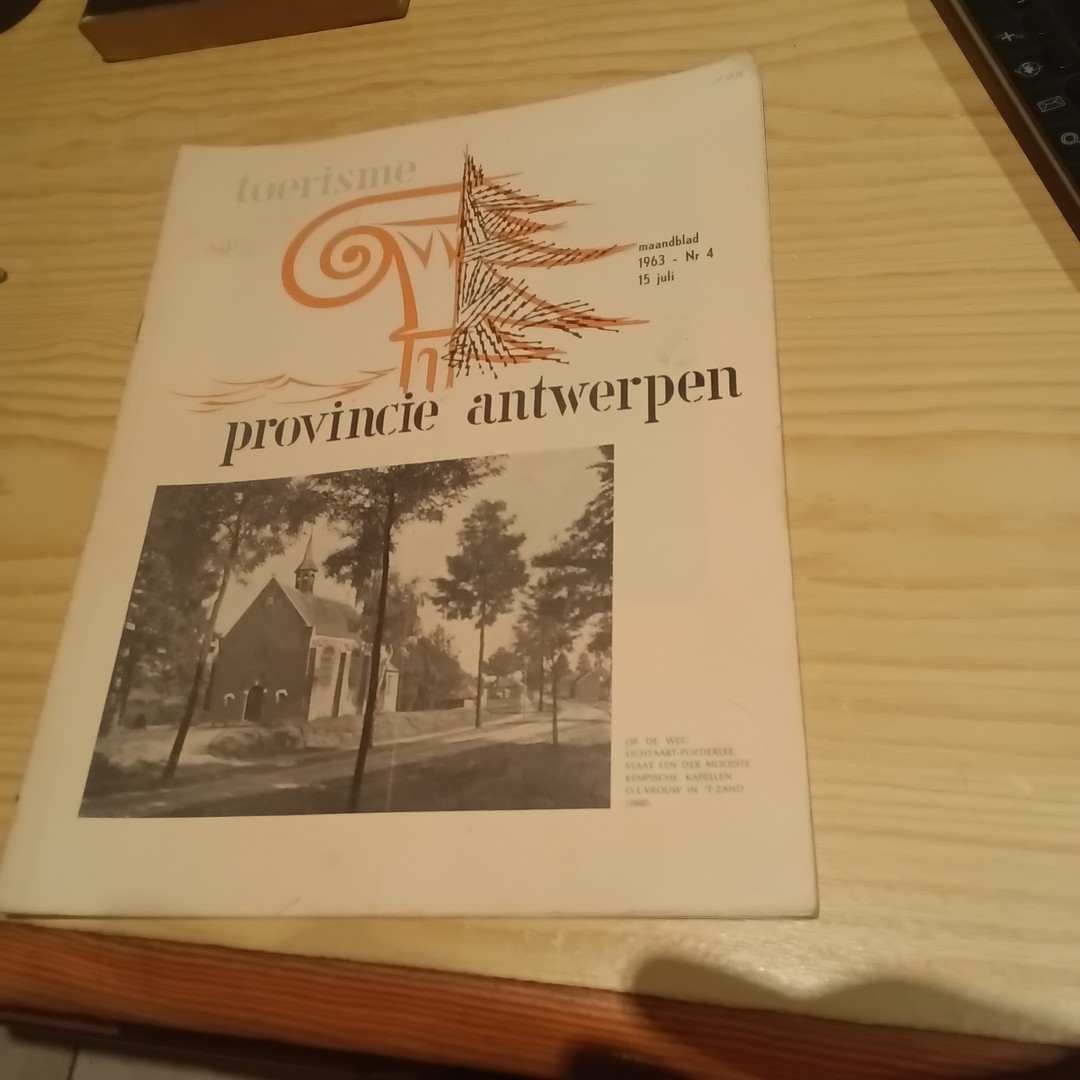 toerisme
maandblad
1963 - Nr 4
15 juli
provincie antwerpen
OP DE WEG
LICHTAART-POEDERLEE
STAAT EEN DER MOOISTE
KEMPISCHE KAPELLEN
O.L.VROUW IN 'T ZAND